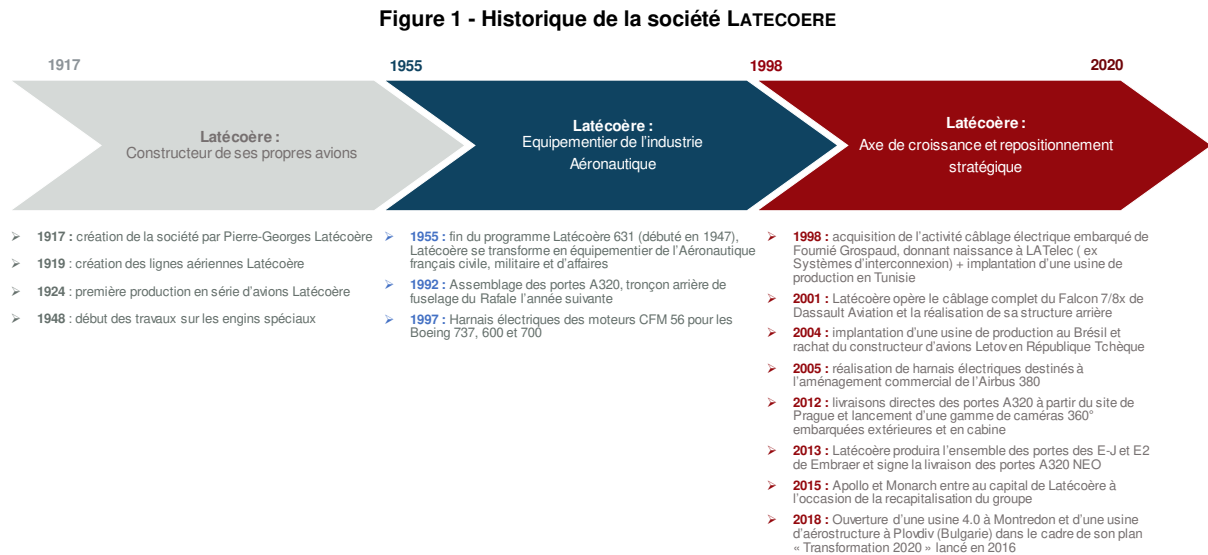 Figure 1 - Historique de la société LATECOERE
1917
1955
1998
2020
Latécoère :
Constructeur de ses propres avions
Latécoère :
Equipementier de l'industrie
Aéronautique
Latécoère :
Axe de croissance et repositionnement
stratégique
➢ 1917 : création de la société par Pierre-Georges Latécoère
➢ 1919 : création des lignes aériennes Latécoère
➢ 1924 : première production en série d'avions Latécoère
➢ 1948 : début des travaux sur les engins spéciaux
➢ 1955 : fin du programme Latécoère 631 (débuté en 1947),
Latécoère se transforme en équipementier de l'Aéronautique
français civile, militaire et d'affaires
➢ 1992 : Assemblage des portes A320, tronçon arrière de
fuselage du Rafale l'année suivante
➢ 1997 : Harnais électriques des moteurs CFM 56 pour les
Boeing 737, 600 et 700
➢ 1998 : acquisition de l'activité câblage électrique embarqué de
Fournié Grospaud, donnant naissance à LATelec ( ex
Systèmes d'interconnexion) + implantation d'une usine de
production en Tunisie
➢ 2001 : Latécoère opère le câblage complet du Falcon 7/8x de
Dassault Aviation et la réalisation de sa structure arrière
➢ 2004 : implantation d'une usine de production au Brésil et
rachat du constructeur d'avions Letov en République Tchèque
➢ 2005 : réalisation de harnais électriques destinés à
l'aménagement commercial de l'Airbus 380
➢ 2012 : livraisons directes des portes A320 à partir du site de
Prague et lancement d'une gamme de caméras 360°
embarquées extérieures et en cabine
➢ 2013 : Latécoère produira l'ensemble des portes des E-J et E2
de Embraer et signe la livraison des portes A320 NEO
➢ 2015 : Apollo et Monarch entre au capital de Latécoère à
l'occasion de la recapitalisation du groupe
➢ 2018 : Ouverture d'une usine 4.0 à Montredon et d'une usine
d'aérostructure à Plovdiv (Bulgarie) dans le cadre de son plan
« Transformation 2020 » lancé en 2016